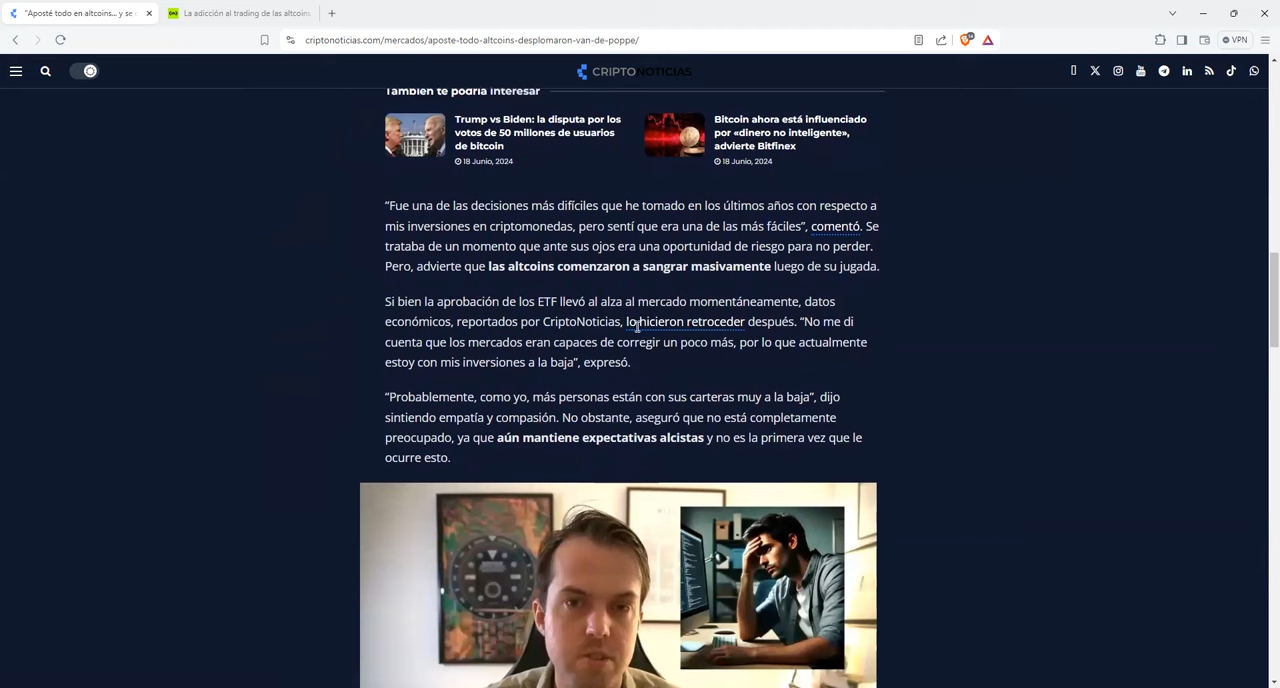 "Aposté todo en altcoins... y se
La adicción al trading de las altcoins
criptonoticias.com/mercados/aposte-todo-altcoins-desplomaron-van-de-poppe/
VPN
CRIPTONOTICIAS
También te podría interesar
Trump vs Biden: la disputa por los
votos de 50 millones de usuarios
de bitcoin
18 Junio, 2024
Bitcoin ahora está influenciado
por «dinero no inteligente»,
advierte Bitfinex
18 Junio, 2024
“Fue una de las decisiones más difíciles que he tomado en los últimos años con respecto a
mis inversiones en criptomonedas, pero sentí que era una de las más fáciles”, comentó. Se
trataba de un momento que ante sus ojos era una oportunidad de riesgo para no perder.
Pero, advierte que las altcoins comenzaron a sangrar masivamente luego de su jugada.
Si bien la aprobación de los ETF llevó al alza al mercado momentáneamente, datos
económicos, reportados por CriptoNoticias, lo hicieron retroceder después. “No me di
cuenta que los mercados eran capaces de corregir un poco más, por lo que actualmente
estoy con mis inversiones a la baja”, expresó.
“Probablemente, como yo, más personas están con sus carteras muy a la baja”, dijo
sintiendo empatía y compasión. No obstante, aseguró que no está completamente
preocupado, ya que aún mantiene expectativas alcistas y no es la primera vez que le
ocurre esto.